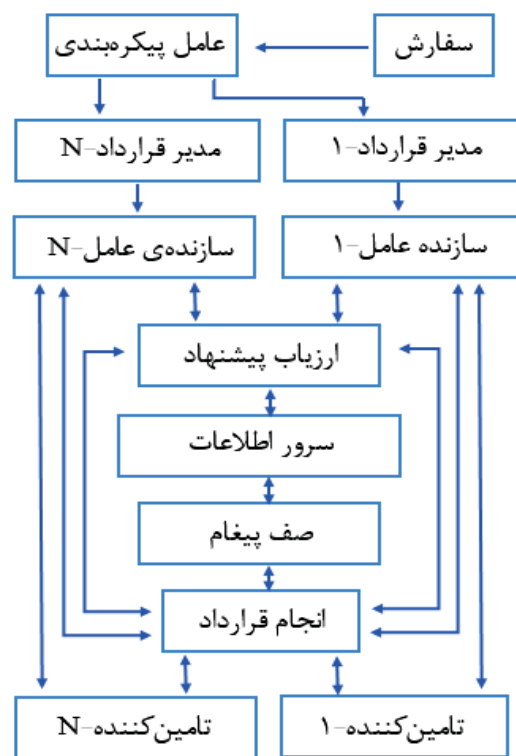 سفارش
عامل پیکره‌بندی
مدیر قرارداد-۱
مدیر قرارداد-N
سازنده عامل-۱
سازنده‌ی عامل-N
ارزیاب پیشنهاد
سرور اطلاعات
صف پیغام
انجام قرارداد
تامین‌کننده-۱
تامین‌کننده-N